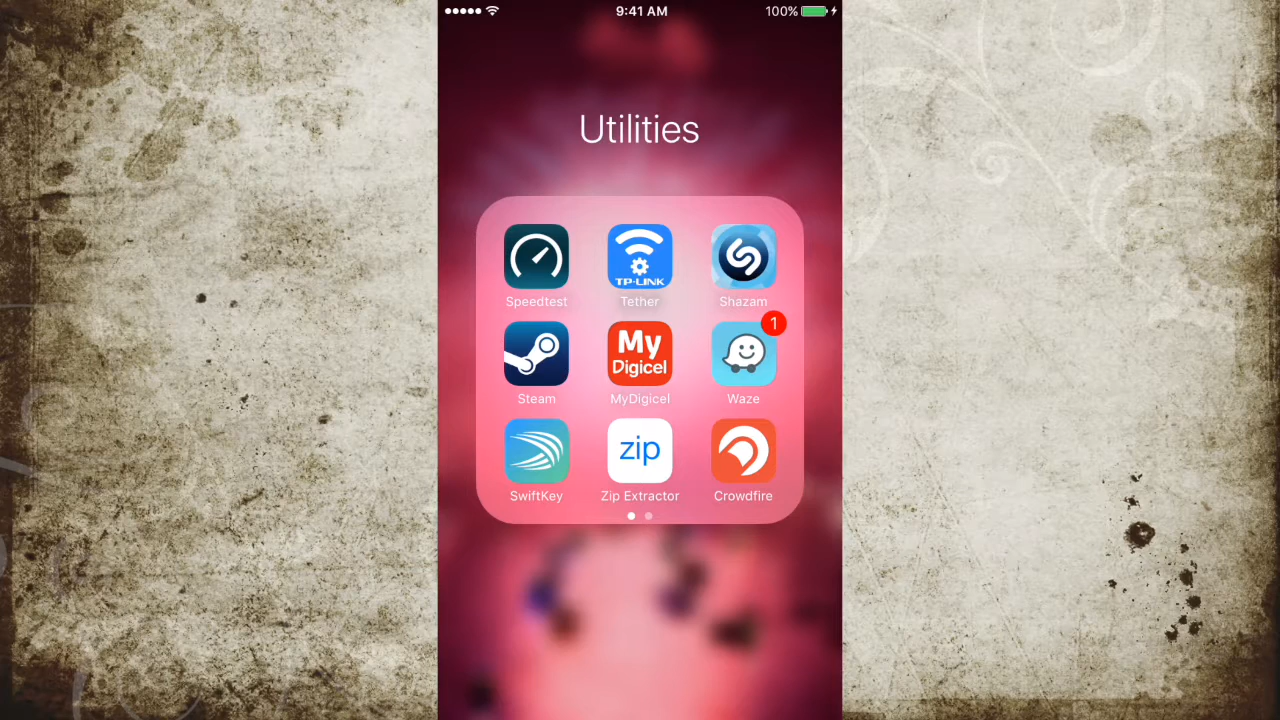 9:41 AM
100%
Utilities
TP-LINK
Speedtest
Tether
Shazam
1
My
Digicel
Steam
MyDigicel
Waze
zip
SwiftKey
Zip Extractor
Crowdfire